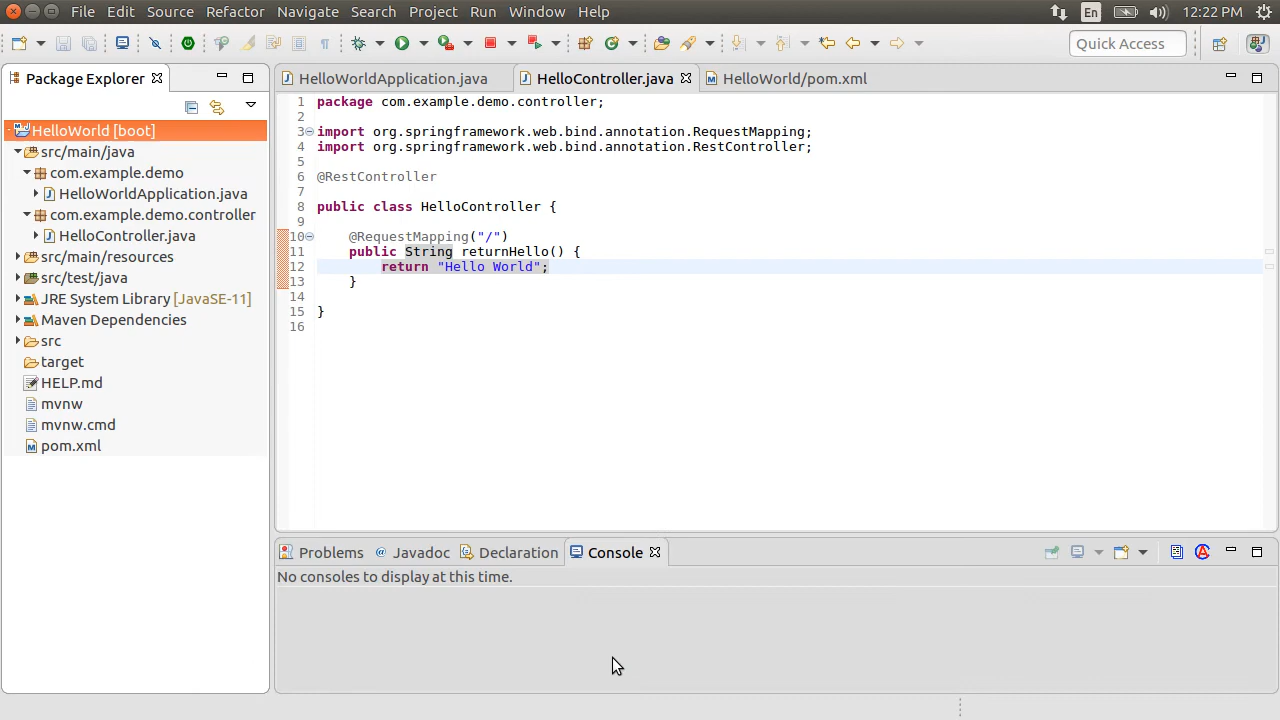 File Edit Source Refactor Navigate Search Project Run Window Help En 12:22 PM
Quick Access
Package Explorer
HelloWorld [boot]
src/main/java
com.example.demo
HelloWorldApplication.java
com.example.demo.controller
HelloController.java
src/main/resources
src/test/java
JRE System Library [JavaSE-11]
Maven Dependencies
src
target
HELP.md
mvnw
mvnw.cmd
pom.xml
HelloWorldApplication.java HelloController.java HelloWorld/pom.xml
1 package com.example.demo.controller;
2
3 import org.springframework.web.bind.annotation.RequestMapping;
4 import org.springframework.web.bind.annotation.RestController;
5
6 @RestController
7
8 public class HelloController {
9
10 @RequestMapping("/")
11 public String returnHello() {
12 return "Hello World";
13 }
14
15 }
16
Problems Javadoc Declaration Console
No consoles to display at this time.